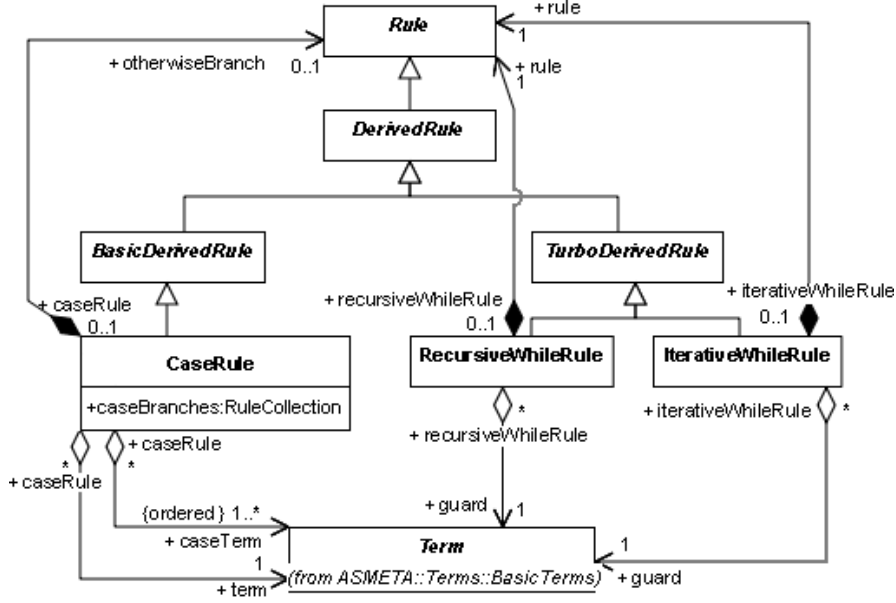 + rule
Rule
1
+ otherwiseBranch
0..1
+ rule
1
DerivedRule
BasicDerivedRule
TurboDerivedRule
+ caseRule
0..1
+ recursiveWhileRule
0..1
+ iterativeWhileRule
0..1
CaseRule
RecursiveWhileRule
IterativeWhileRule
+caseBranches:RuleCollection
*
+ recursiveWhileRule
+ iterativeWhileRule
*
+ caseRule
*
*
+ caseRule
{ordered } 1..*
+ caseTerm
+ guard
1
Term
1
1
+ term
(from ASMETA::Terms::BasicTerms)
+ guard